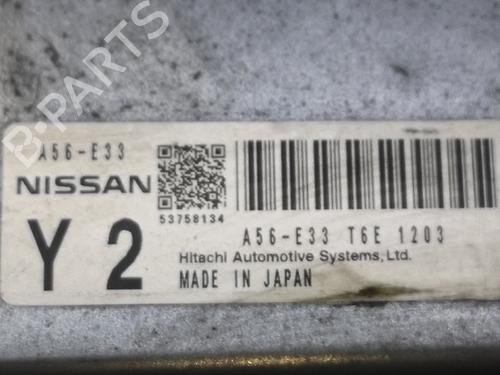 B-PARTS
A56-E33
NISSAN
53758134
Y 2
A56-E33 T6E 1203
Hitachi Automotive Systems, Ltd.
MADE IN JAPAN